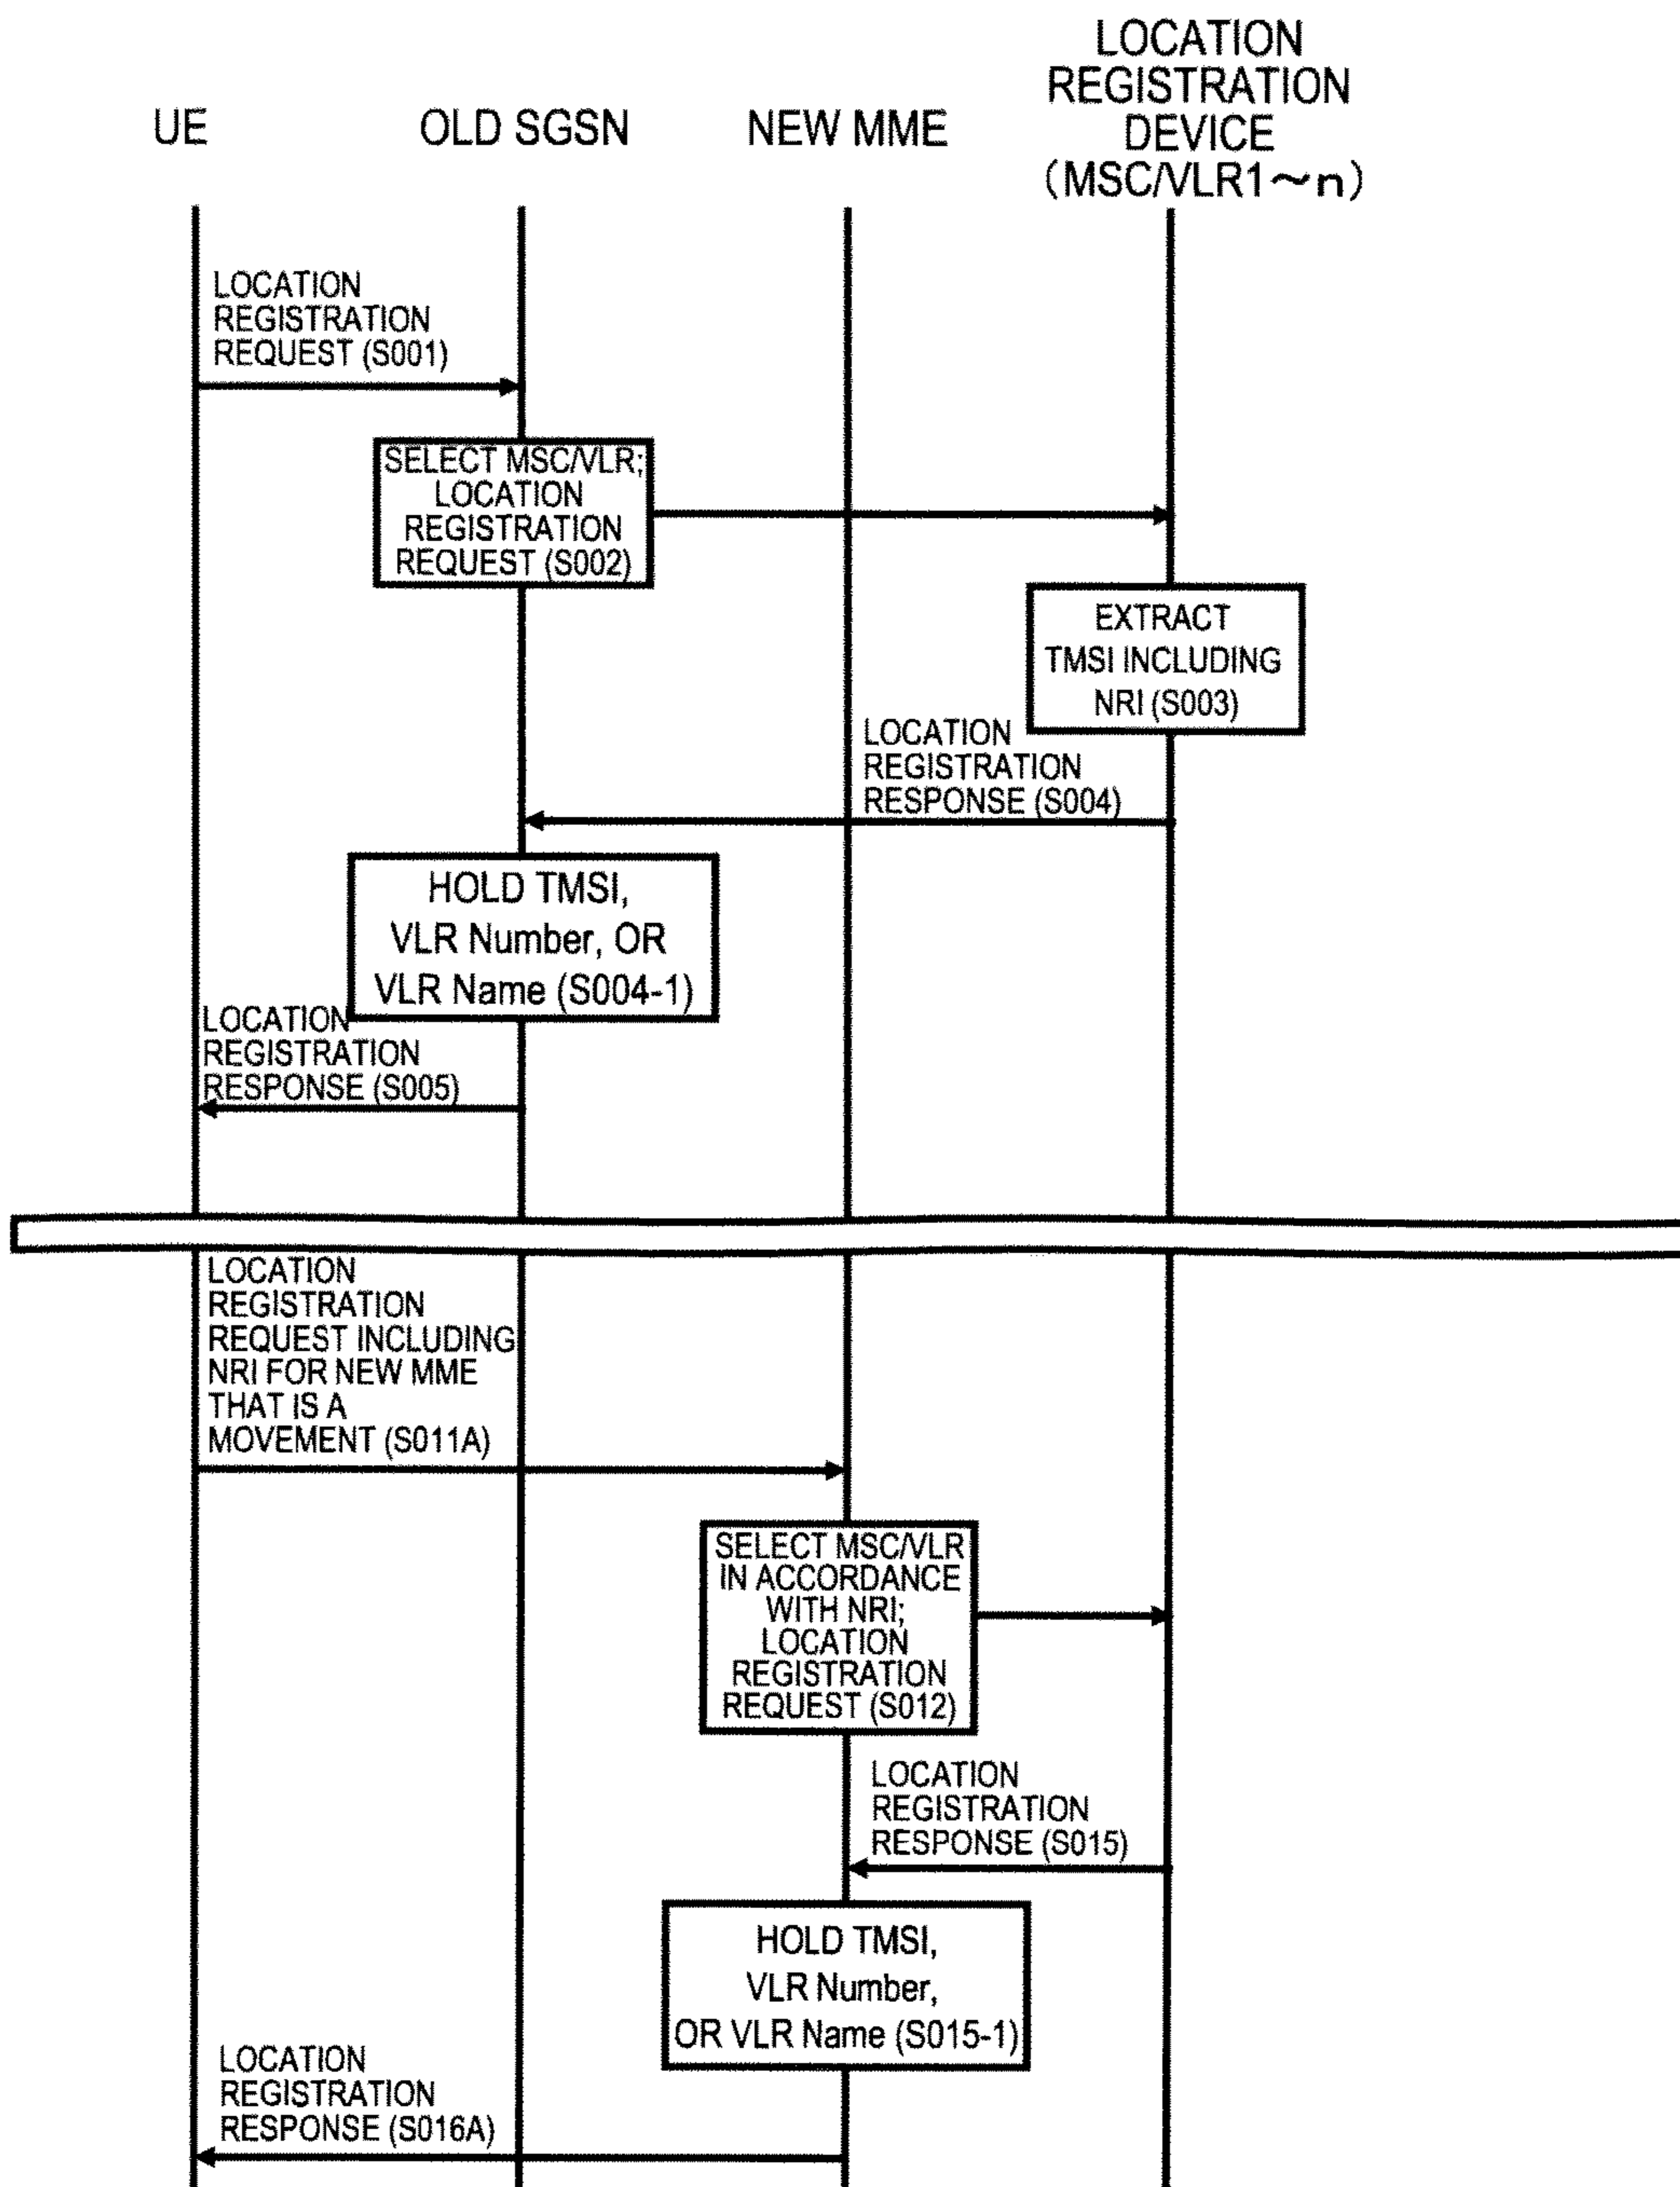 UE
OLD SGSN
NEW MME
LOCATION
REGISTRATION
DEVICE
(MSC/VLR1～n)
LOCATION
REGISTRATION
REQUEST (S001)
SELECT MSC/VLR;
LOCATION
REGISTRATION
REQUEST (S002)
EXTRACT
TMSI INCLUDING
NRI (S003)
LOCATION
REGISTRATION
RESPONSE (S004)
HOLD TMSI,
VLR Number, OR
VLR Name (S004-1)
LOCATION
REGISTRATION
RESPONSE (S005)
LOCATION
REGISTRATION
REQUEST INCLUDING
NRI FOR NEW MME
THAT IS A
MOVEMENT (S011A)
SELECT MSC/VLR
IN ACCORDANCE
WITH NRI;
LOCATION
REGISTRATION
REQUEST (S012)
LOCATION
REGISTRATION
RESPONSE (S015)
HOLD TMSI,
VLR Number,
OR VLR Name (S015-1)
LOCATION
REGISTRATION
RESPONSE (S016A)